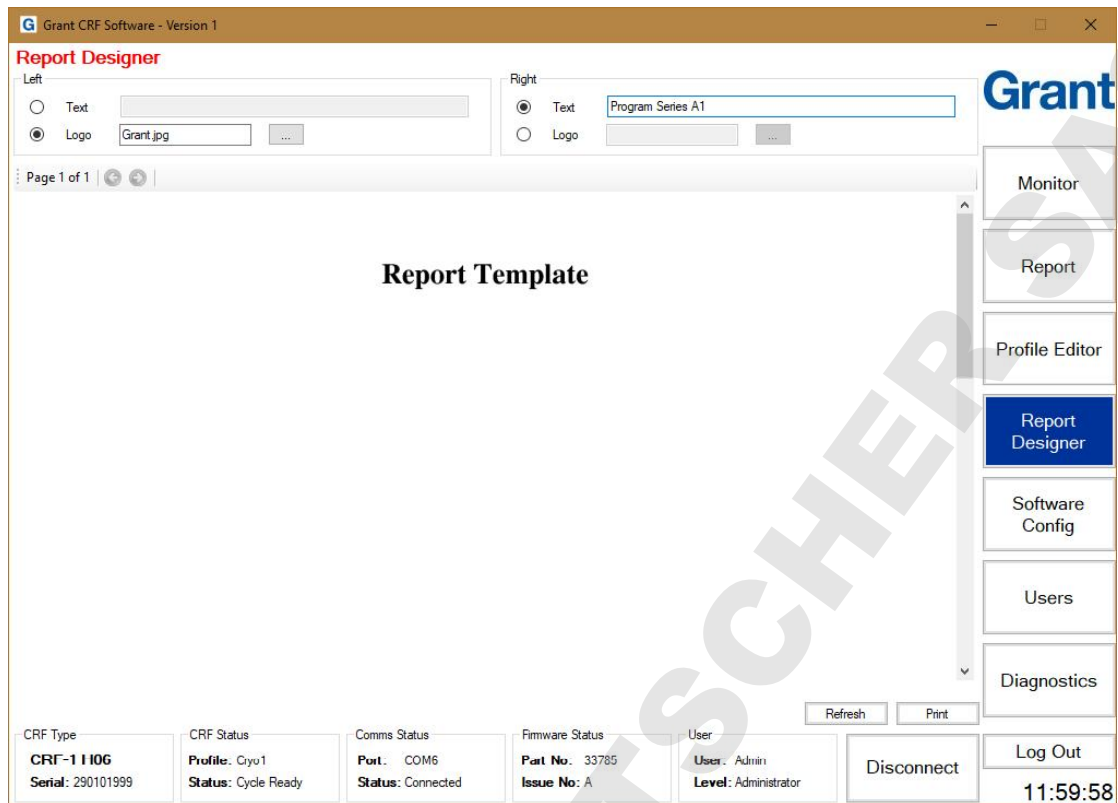 G Grant CRF Software - Version 1
Report Designer
Left
Text
Logo
Grant.jpg
...
Right
Text
Program Series A1
Logo
...
Page 1 of 1
Report Template
Refresh
Print
Grant
Monitor
Report
Profile Editor
Report
Designer
Software
Config
Users
Diagnostics
CRF Type
Serial: 290101999
CRF Status
Profile: Cryo1
Status: Cycle Ready
Comms Status
Port: COM6
Status: Connected
Firmware Status
Part No. 33785
Issue No: A
User
User: Admin
Level: Administrator
Disconnect
Log Out
11:59:58